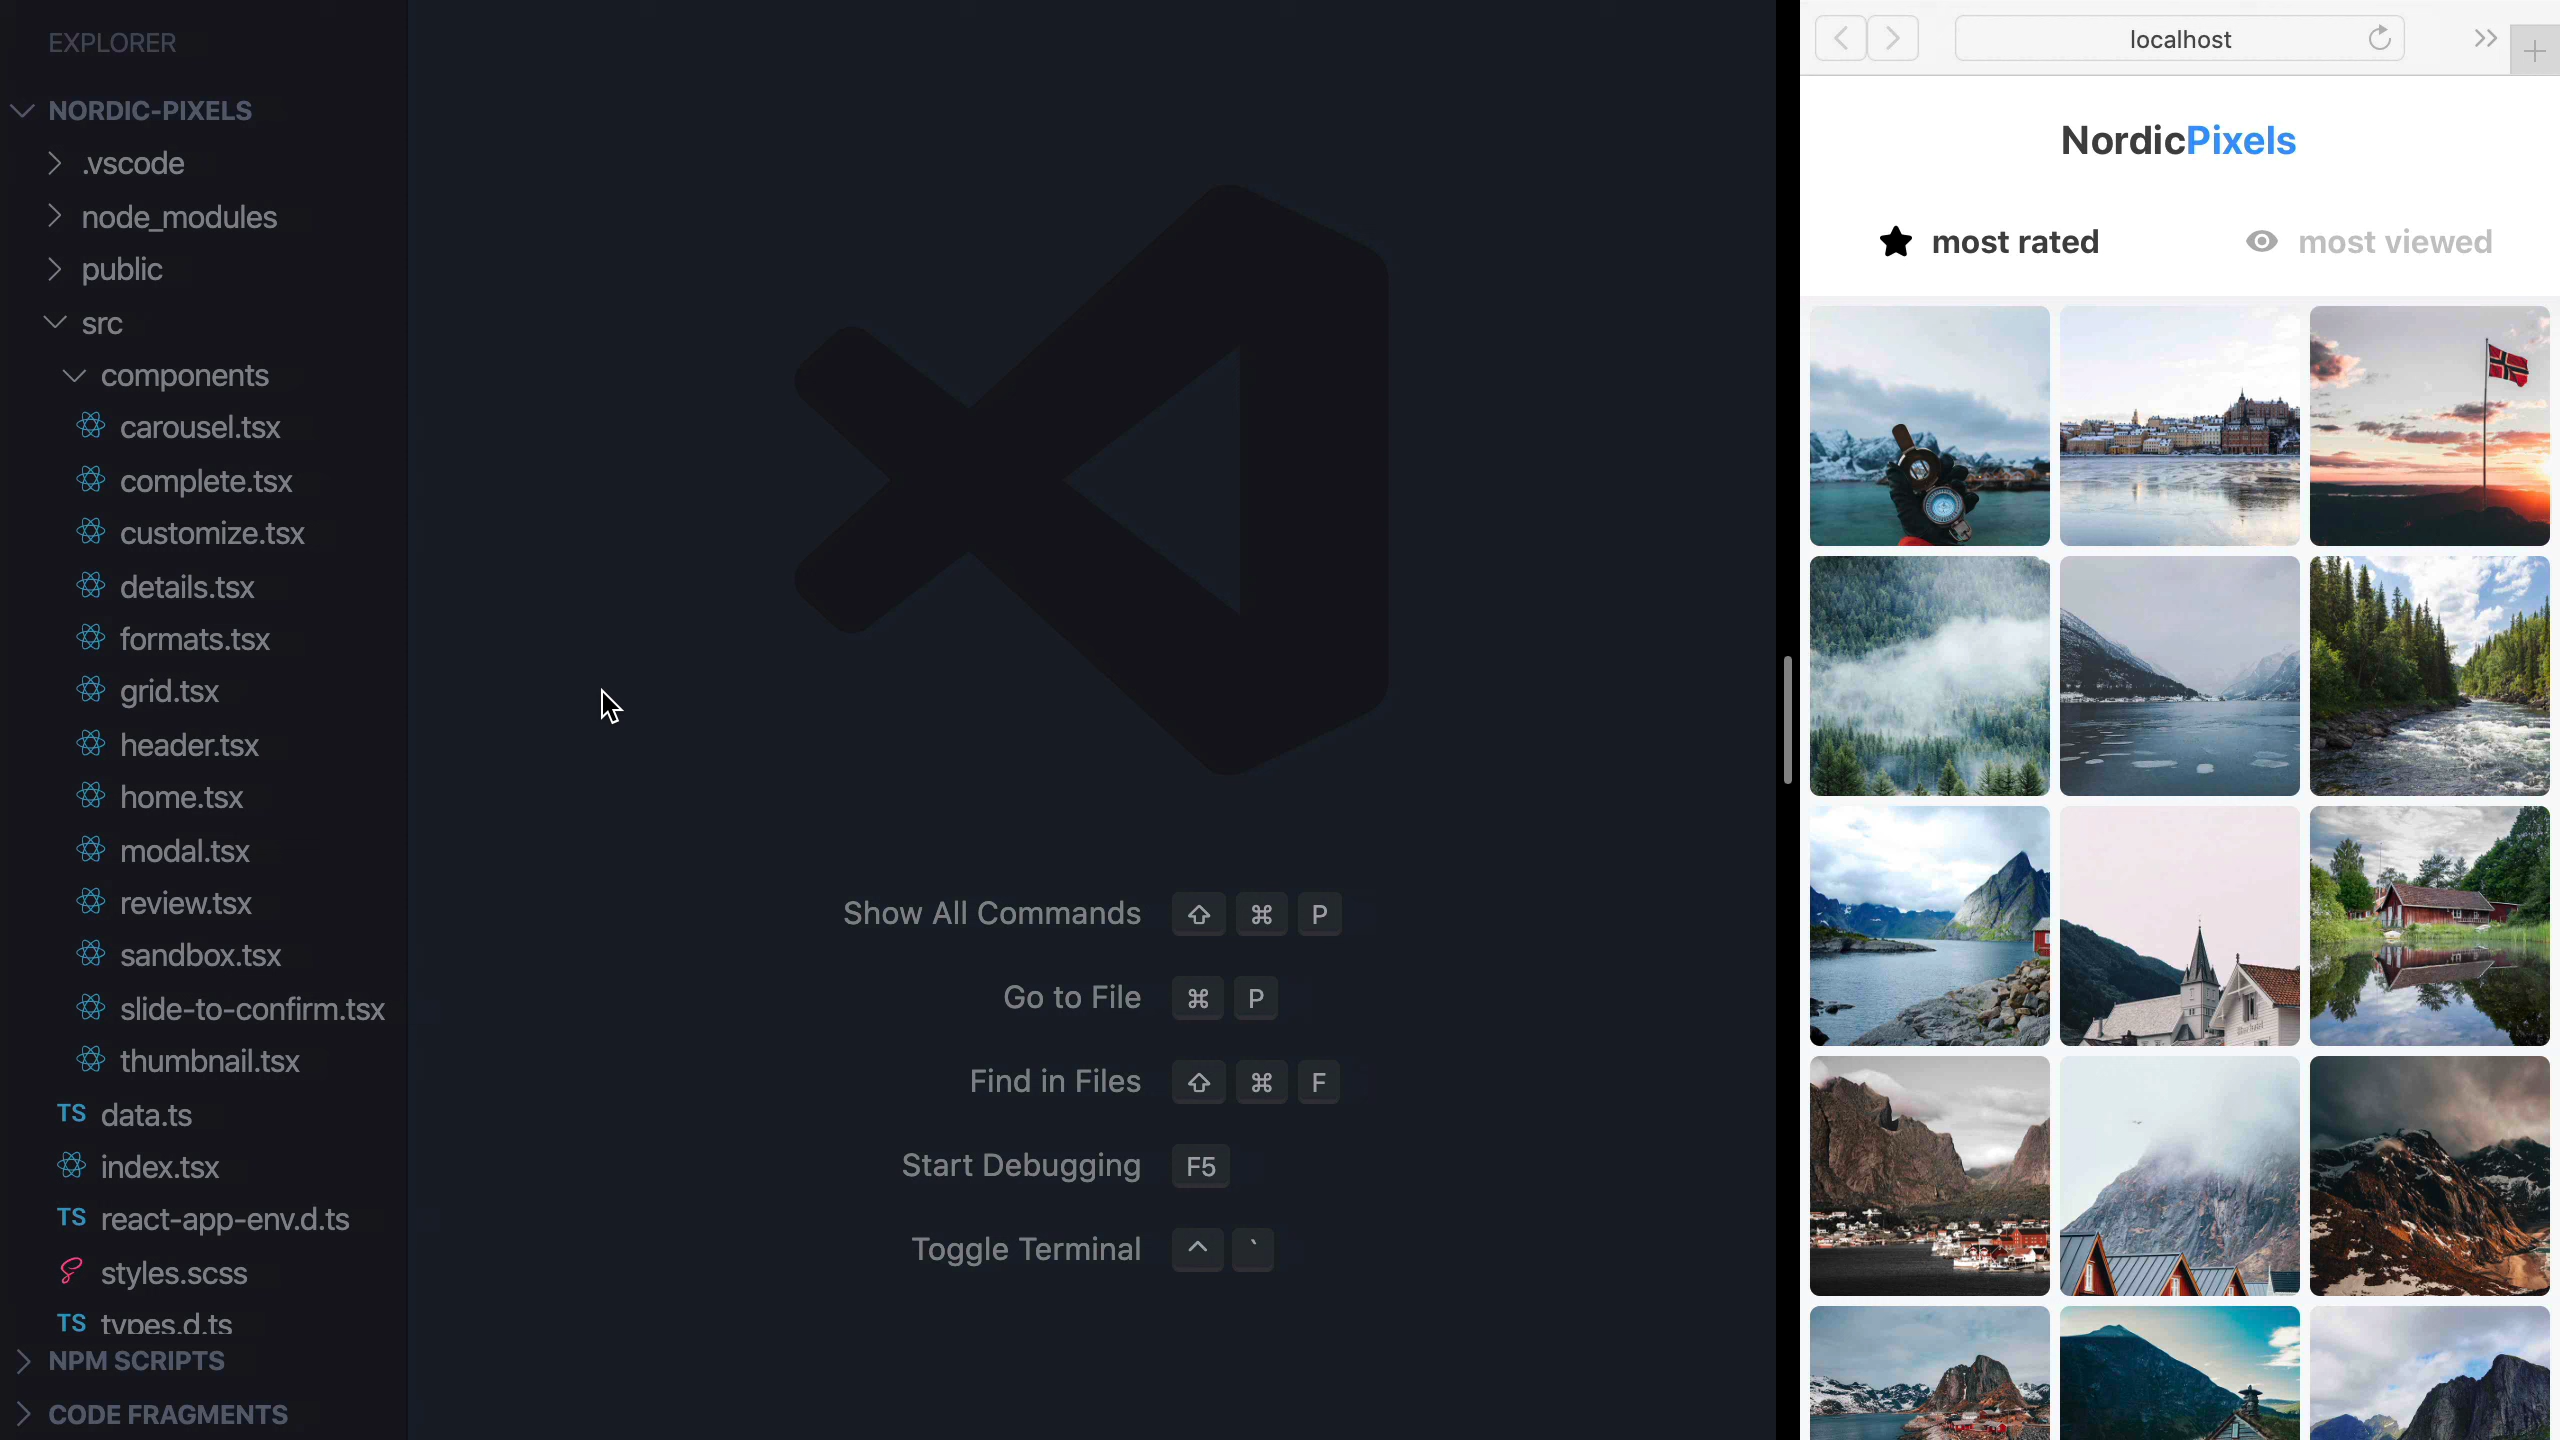 EXPLORER
NORDIC-PIXELS
.vscode
node_modules
public
src
components
carousel.tsx
complete.tsx
customize.tsx
details.tsx
formats.tsx
grid.tsx
header.tsx
home.tsx
modal.tsx
review.tsx
sandbox.tsx
slide-to-confirm.tsx
thumbnail.tsx
TS data.ts
index.tsx
TS react-app-env.d.ts
styles.scss
TS types.d.ts
NPM SCRIPTS
CODE FRAGMENTS
Show All Commands ⇧ ⌘ P
Go to File ⌘ P
Find in Files ⇧ ⌘ F
Start Debugging F5
Toggle Terminal ^ `
localhost
NordicPixels
most rated
most viewed